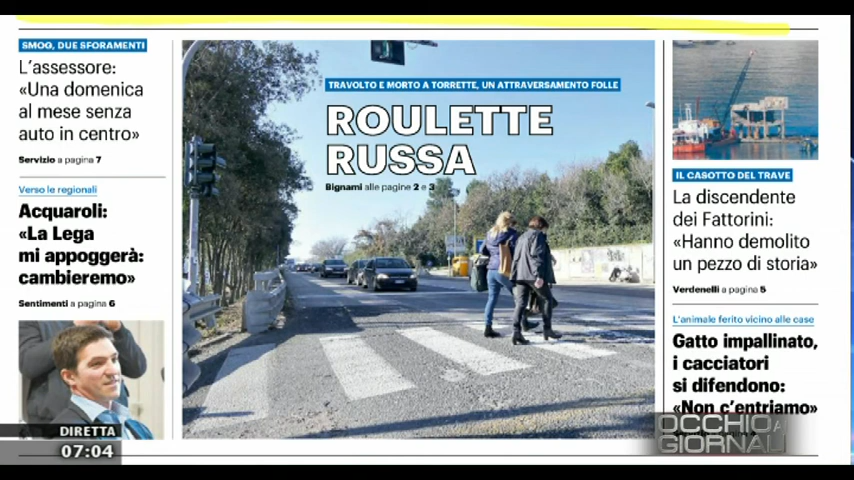 SMOG, DUE SFORAMENTI
L'assessore:
«Una domenica
al mese senza
auto in centro»
Servizio a pagina 7
Verso le regionali
Acquaroli:
«La Lega
mi appoggerà:
cambieremo»
Sentimenti a pagina 6
TRAVOLTO E MORTO A TORRETTE, UN ATTRAVERSAMENTO FOLLE
ROULETTE
RUSSA
Bignami alle pagine 2 e 3
IL CASOTTO DEL TRAVE
La discendente
dei Fattorini:
«Hanno demolito
un pezzo di storia»
Verdenelli a pagina 5
L'animale ferito vicino alle case
Gatto impallinato,
i cacciatori
si difendono:
«Non c'entriamo»
DIRETTA
07:04
OCCHIO AI
GIORNALI